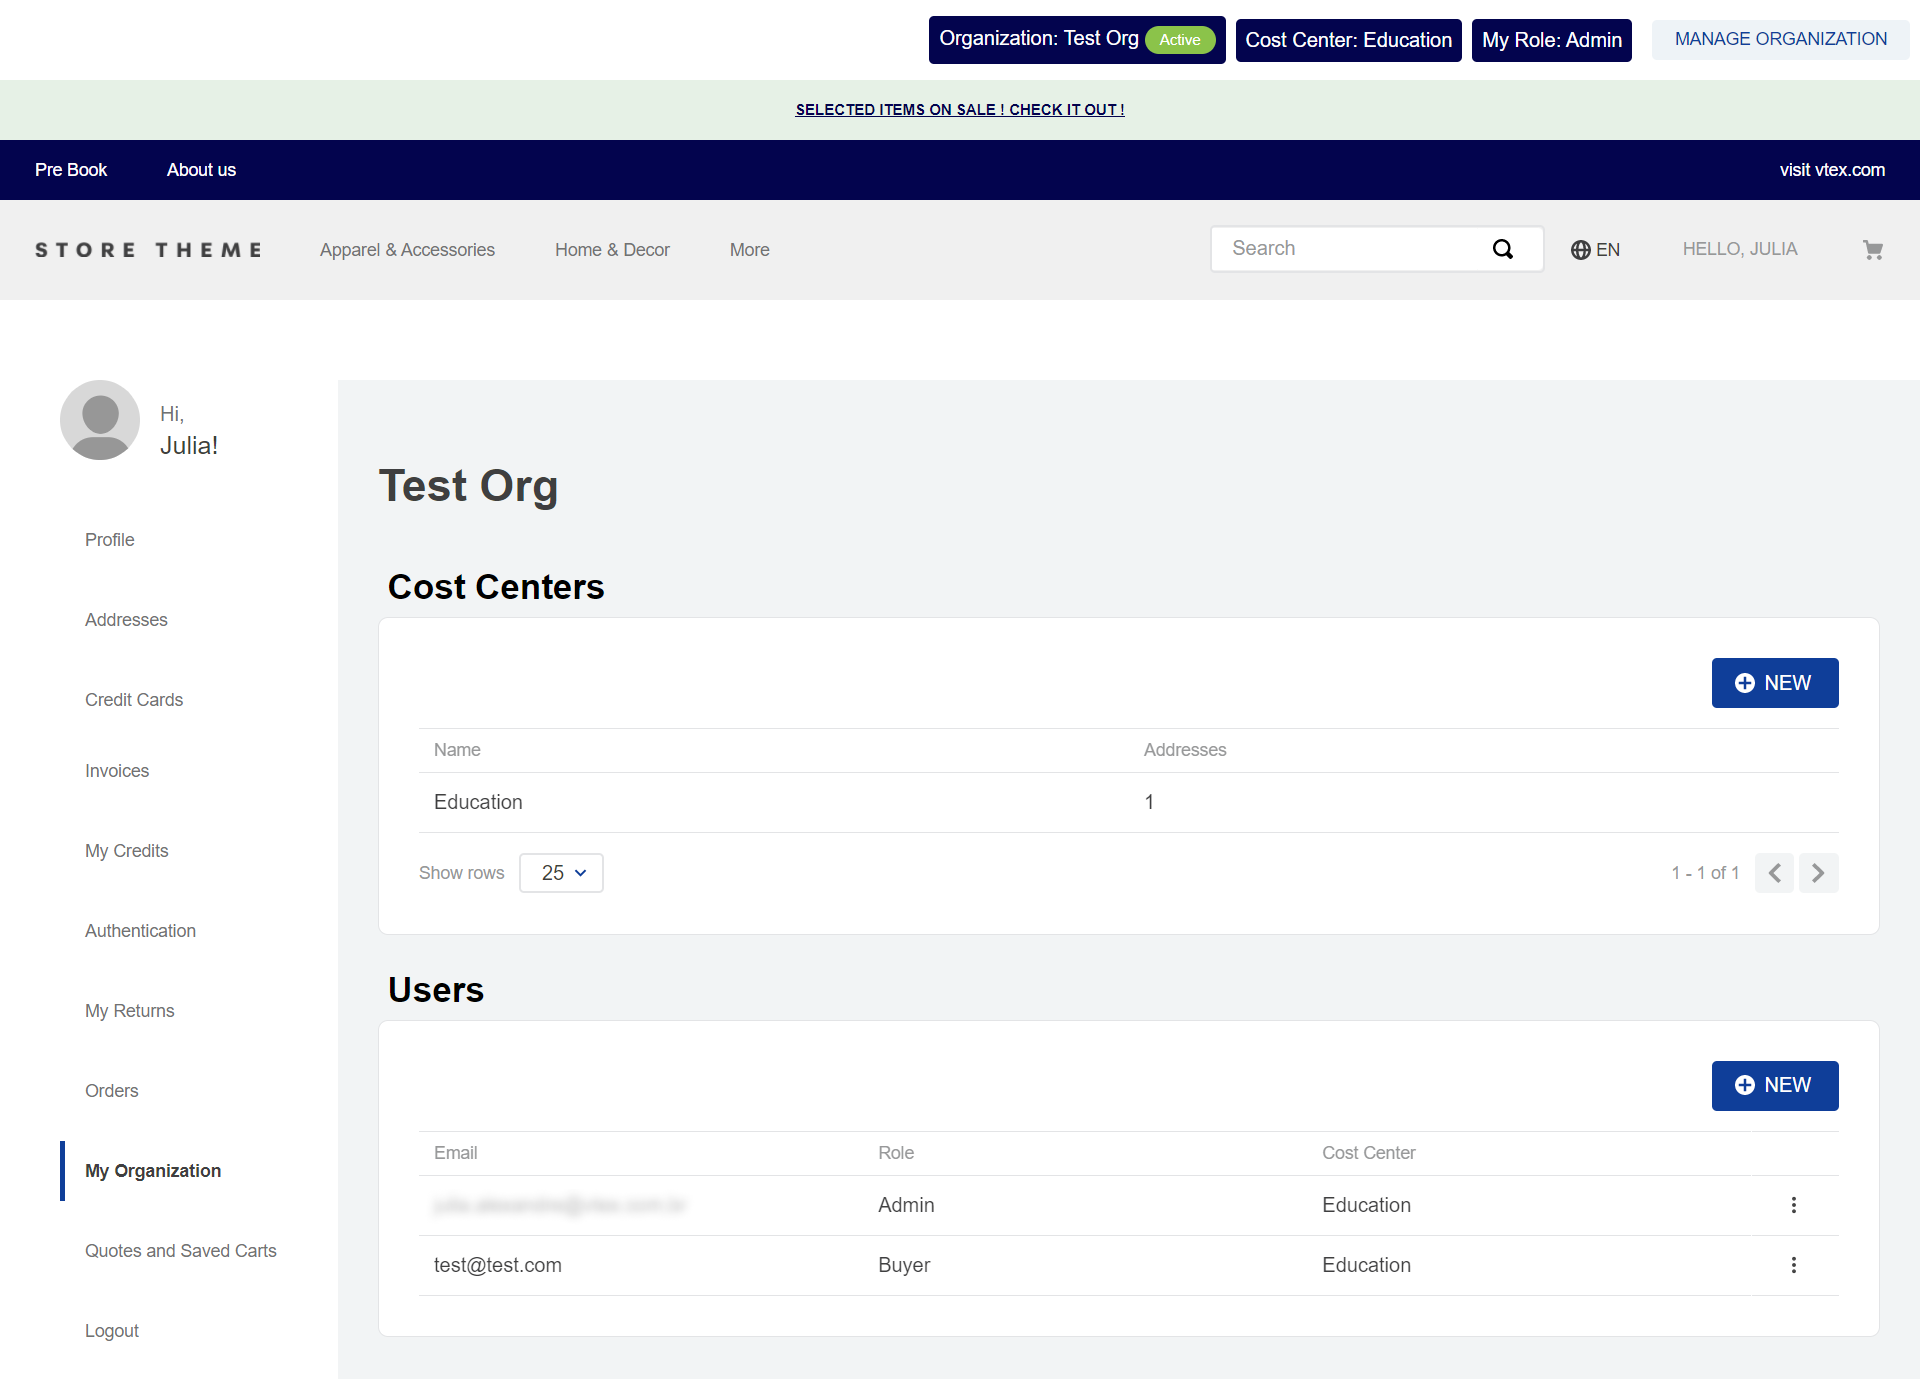 Organization: Test Org Active Cost Center: Education My Role: Admin MANAGE ORGANIZATION
SELECTED ITEMS ON SALE ! CHECK IT OUT !
Pre Book About us visit vtex.com
STORE THEME Apparel & Accessories Home & Decor More Search EN HELLO, JULIA
Hi,
Julia!
Profile
Addresses
Credit Cards
Invoices
My Credits
Authentication
My Returns
Orders
My Organization
Quotes and Saved Carts
Logout
Test Org
Cost Centers
NEW
Name Addresses
Education 1
Show rows 25 1 - 1 of 1
Users
NEW
Email Role Cost Center
Admin Education
test@test.com Buyer Education